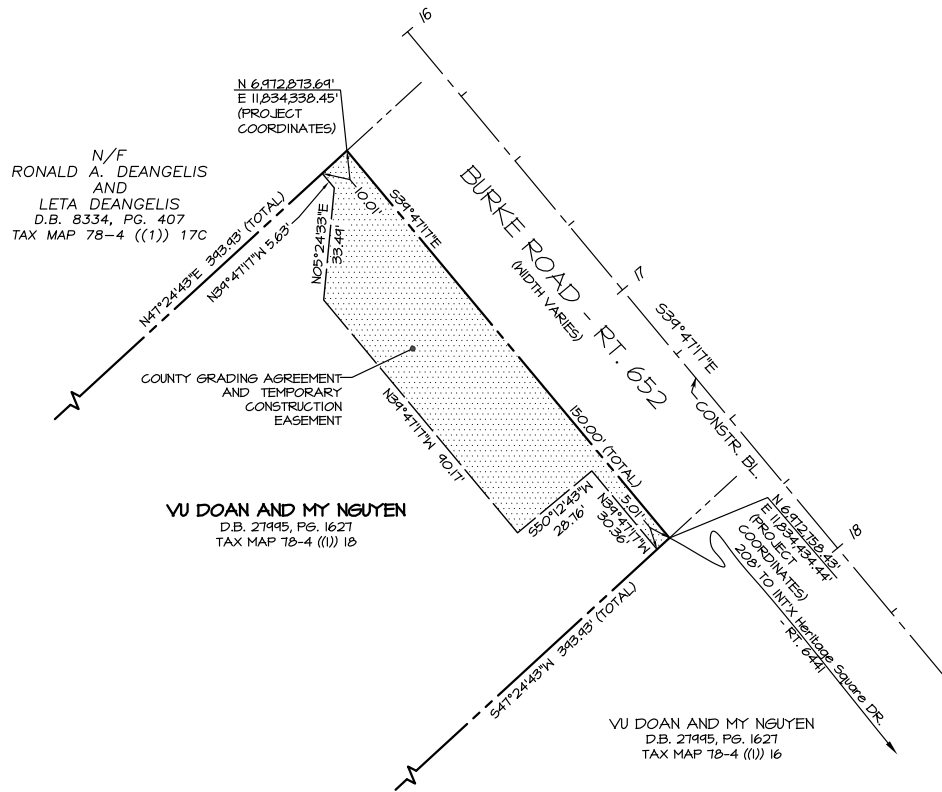 16
N 6,972,873.69'
E 11,834,338.45'
(PROJECT
COORDINATES)
N/F
RONALD A. DEANGELIS
AND
LETA DEANGELIS
D.B. 8334, PG. 407
TAX MAP 78-4 ((1)) 17C
N47°24'43"E 393.93' (TOTAL)
N39°47'17"W 5.63'
10.01'
N05°24'33"E
33.49'
S39°47'17"E
150.00' (TOTAL)
BURKE ROAD - RT. 652
(WIDTH VARIES)
17
S39°47'17"E
CONSTR. BL.
COUNTY GRADING AGREEMENT
AND TEMPORARY
CONSTRUCTION
EASEMENT
N39°47'17"W 90.17'
S50°12'43"W
28.76'
N39°47'17"W
30.36'
5.01'
VU DOAN AND MY NGUYEN
D.B. 27995, PG. 1627
TAX MAP 78-4 ((1)) 18
N 6,972,758.43'
E 11,834,434.44'
(PROJECT
COORDINATES)
18
208' TO INT'X Heritage Square DR.
- RT. 6441
S47°24'43"W 393.93' (TOTAL)
VU DOAN AND MY NGUYEN
D.B. 27995, PG. 1627
TAX MAP 78-4 ((1)) 16